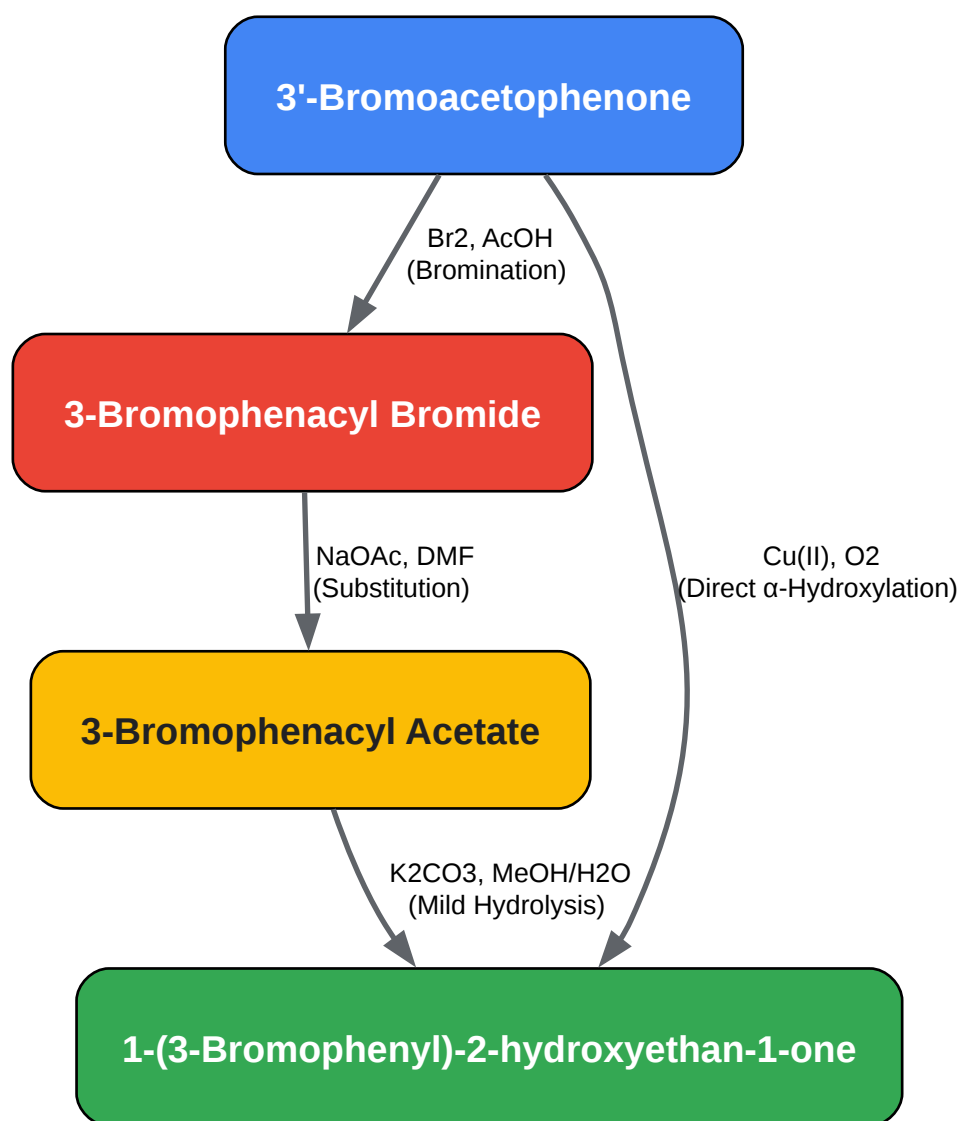 3'-Bromoacetophenone
Br2, AcOH
(Bromination)
3-Bromophenacyl Bromide
NaOAc, DMF
(Substitution)
Cu(II), O2
(Direct α-Hydroxylation)
3-Bromophenacyl Acetate
K2CO3, MeOH/H2O
(Mild Hydrolysis)
1-(3-Bromophenyl)-2-hydroxyethan-1-one